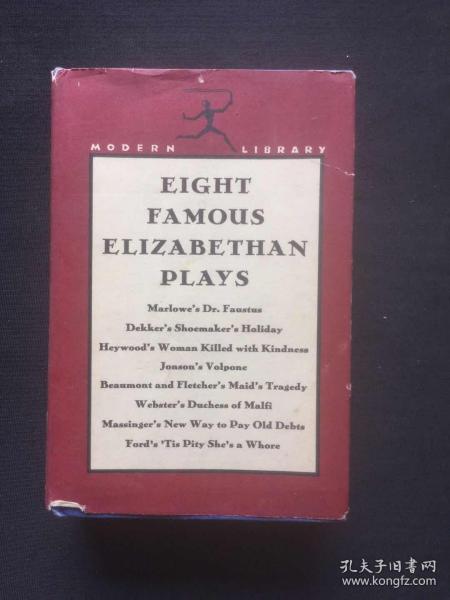 MODERN LIBRARY
EIGHT
FAMOUS
ELIZABETHAN
PLAYS
Marlowe's Dr. Faustus
Dekker's Shoemaker's Holiday
Heywood's Woman Killed with Kindness
Jonson's Volpone
Beaumont and Fletcher's Maid's Tragedy
Webster's Duchess of Malfi
Massinger's New Way to Pay Old Debts
Ford's 'Tis Pity She's a Whore
孔夫子旧书网
www.kongfz.com